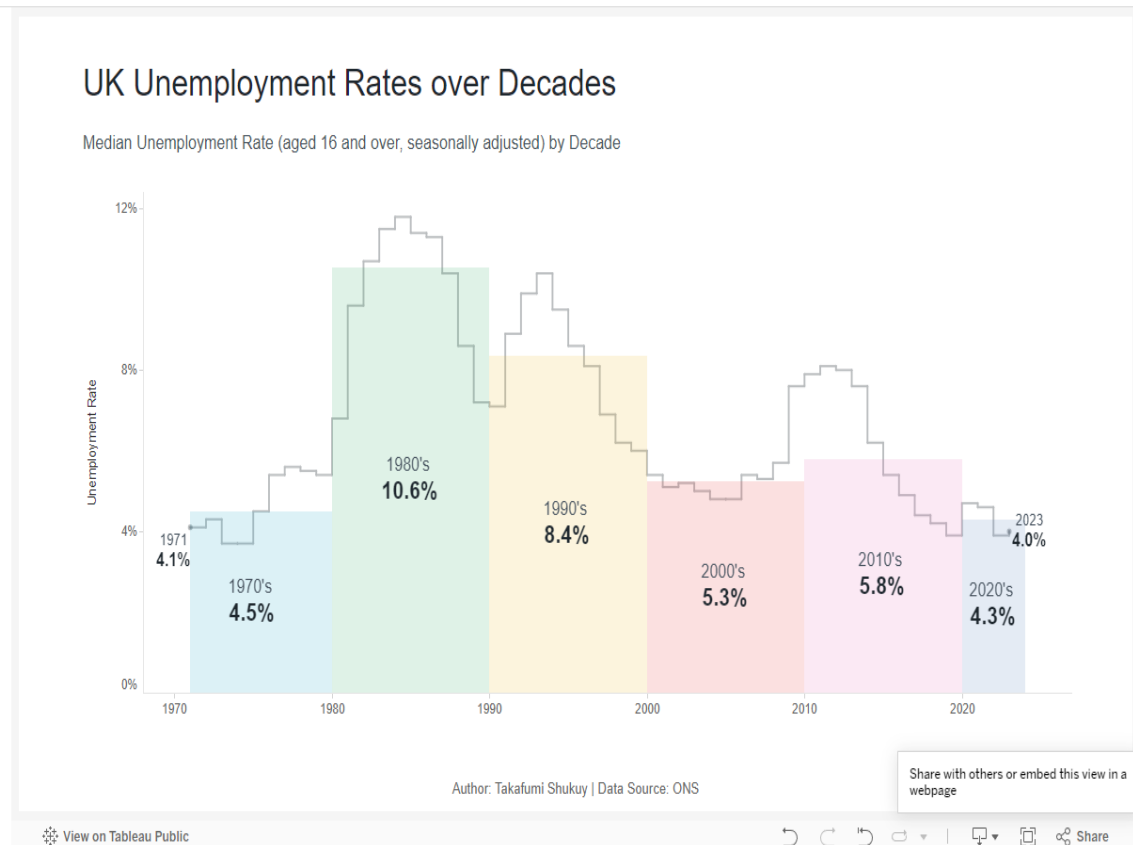 UK Unemployment Rates over Decades
Median Unemployment Rate (aged 16 and over, seasonally adjusted) by Decade
12%
8%
4%
0%
Unemployment Rate
1971
4.1%
1970's
4.5%
1980's
10.6%
1990's
8.4%
2000's
5.3%
2010's
5.8%
2020's
4.3%
2023
4.0%
1970
1980
1990
2000
2010
2020
Author: Takafumi Shukuy | Data Source: ONS
Share with others or embed this view in a
webpage
View on Tableau Public
Share